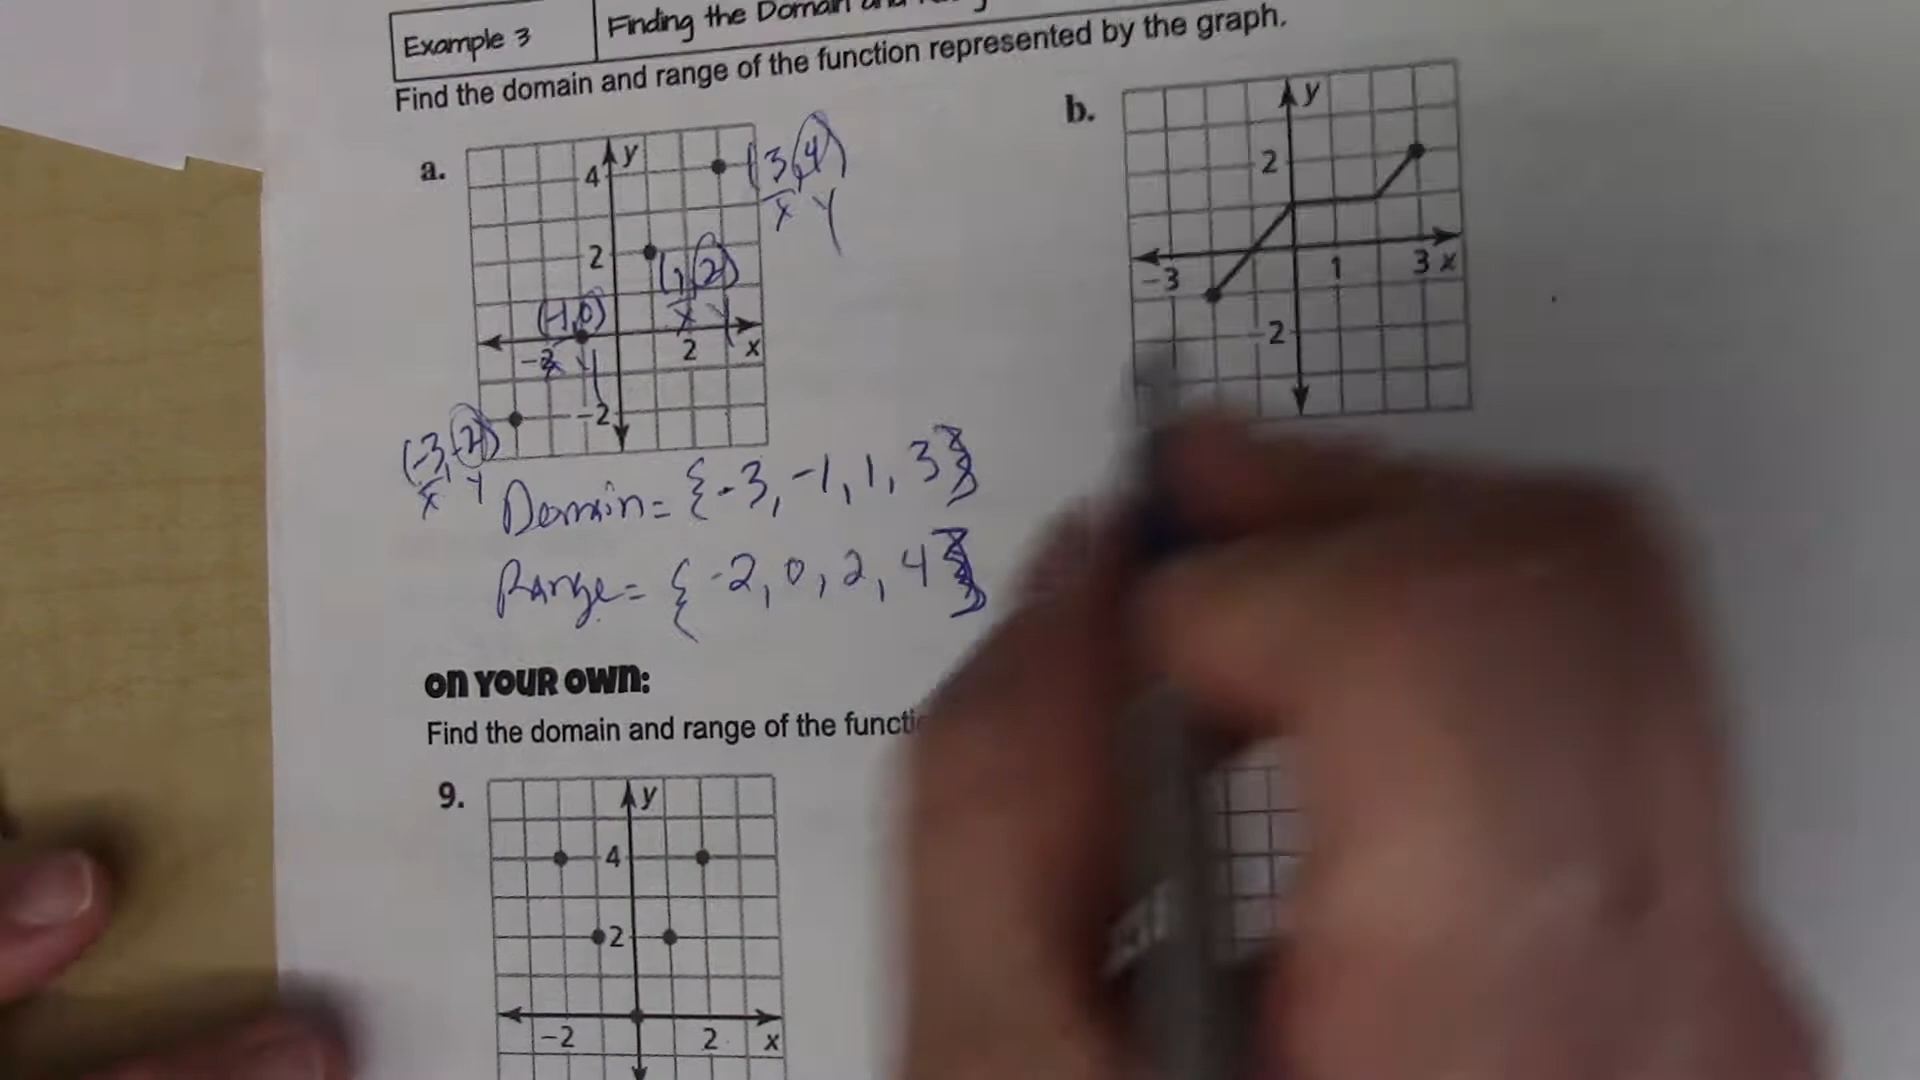 Example 3
Finding the Domain and
Find the domain and range of the function represented by the graph.
a.
y
4
2
2
x
-2
(3,4)
x y
(1,2)
x y
(-1,0)
x y
(-3,-2)
x y
Domain = {-3, -1, 1, 3}
Range = {-2, 0, 2, 4}
b.
y
2
-3
1
3 x
-2
on your own:
Find the domain and range of the functi
9.
y
4
2
-2
2
x